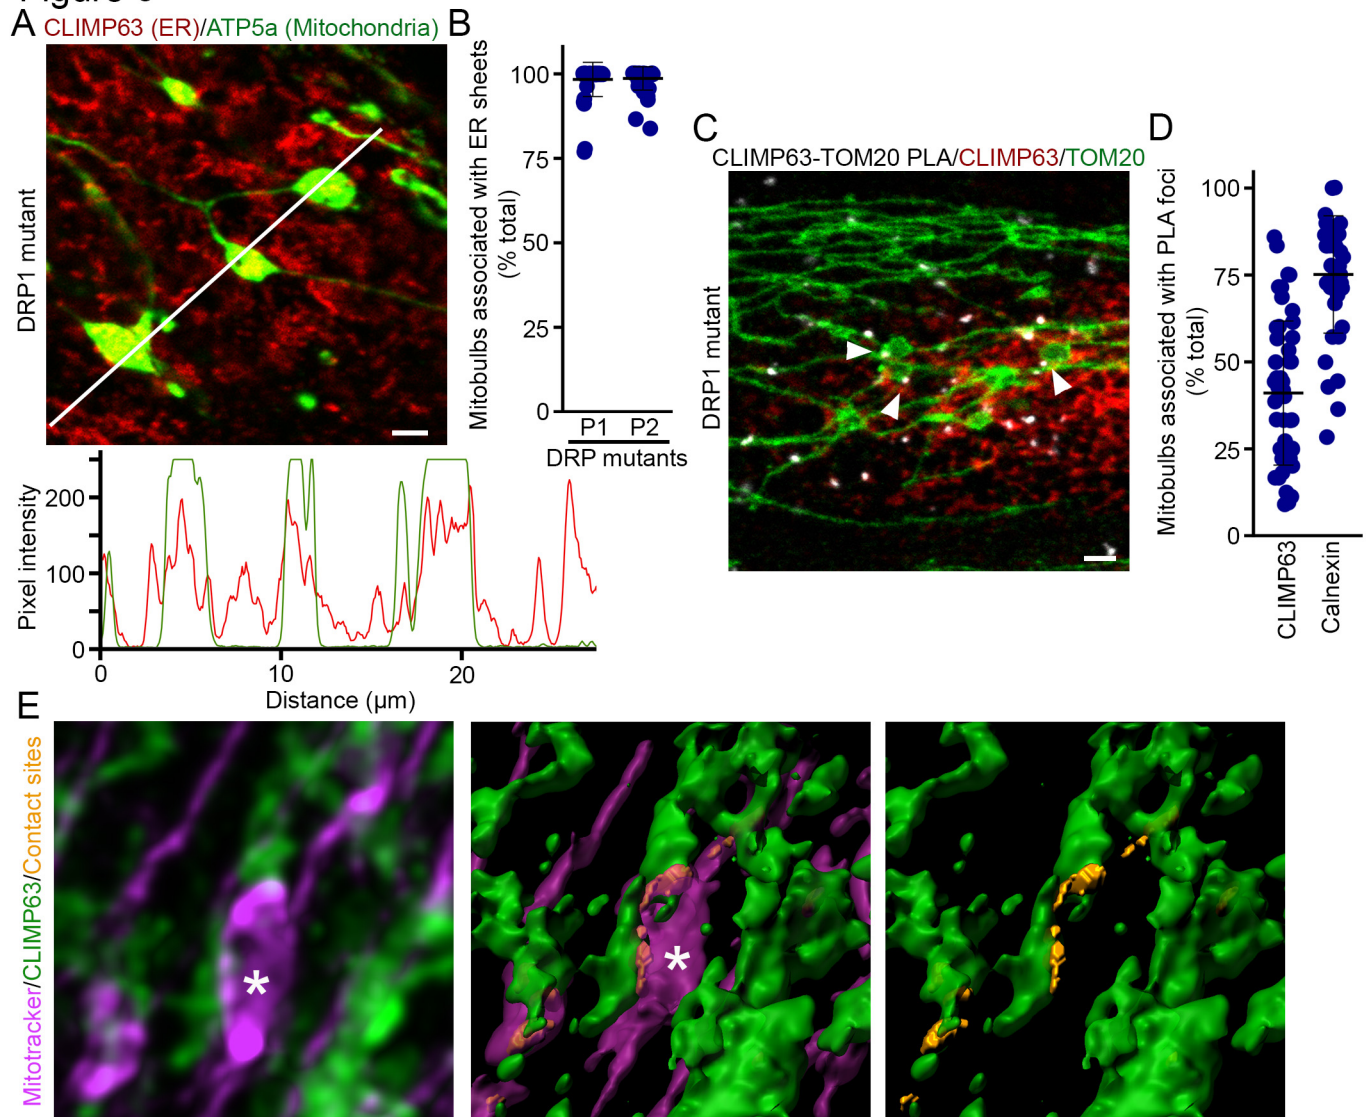 A
CLIMP63 (ER)/ATP5a (Mitochondria)
DRP1 mutant
Pixel intensity
200
100
0
0
10
20
Distance (µm)
B
Mitobulbs associated with ER sheets
(% total)
100
75
50
25
0
P1
P2
DRP mutants
C
CLIMP63-TOM20 PLA/CLIMP63/TOM20
DRP1 mutant
D
Mitobulbs associated with PLA foci
(% total)
100
75
50
25
0
CLIMP63
Calnexin
E
Mitotracker/CLIMP63/Contact sites
*
*